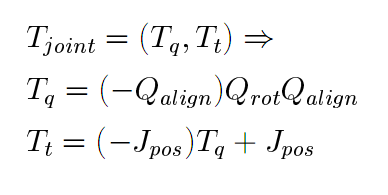 T_{joint} = (T_q, T_t) ⇒
T_q = (−Q_{align})Q_{rot}Q_{align}
T_t = (−J_{pos})T_q + J_{pos}